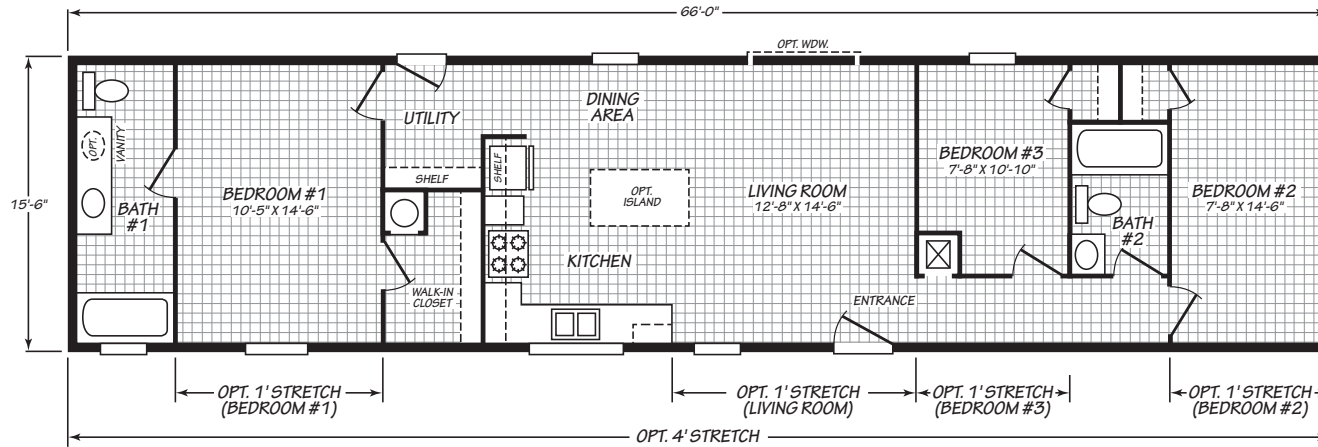 66'-0"
OPT. WDW.
15'-6"
OPT.
VANITY
BATH
#1
BEDROOM #1
10'-5" X 14'-6"
UTILITY
SHELF
SHELF
WALK-IN
CLOSET
DINING
AREA
OPT.
ISLAND
KITCHEN
LIVING ROOM
12'-8" X 14'-6"
ENTRANCE
BEDROOM #3
7'-8" X 10'-10"
BATH
#2
BEDROOM #2
7'-8" X 14'-6"
OPT. 1' STRETCH
(BEDROOM #1)
OPT. 1' STRETCH
(LIVING ROOM)
OPT. 1' STRETCH
(BEDROOM #3)
OPT. 1' STRETCH
(BEDROOM #2)
OPT. 4' STRETCH